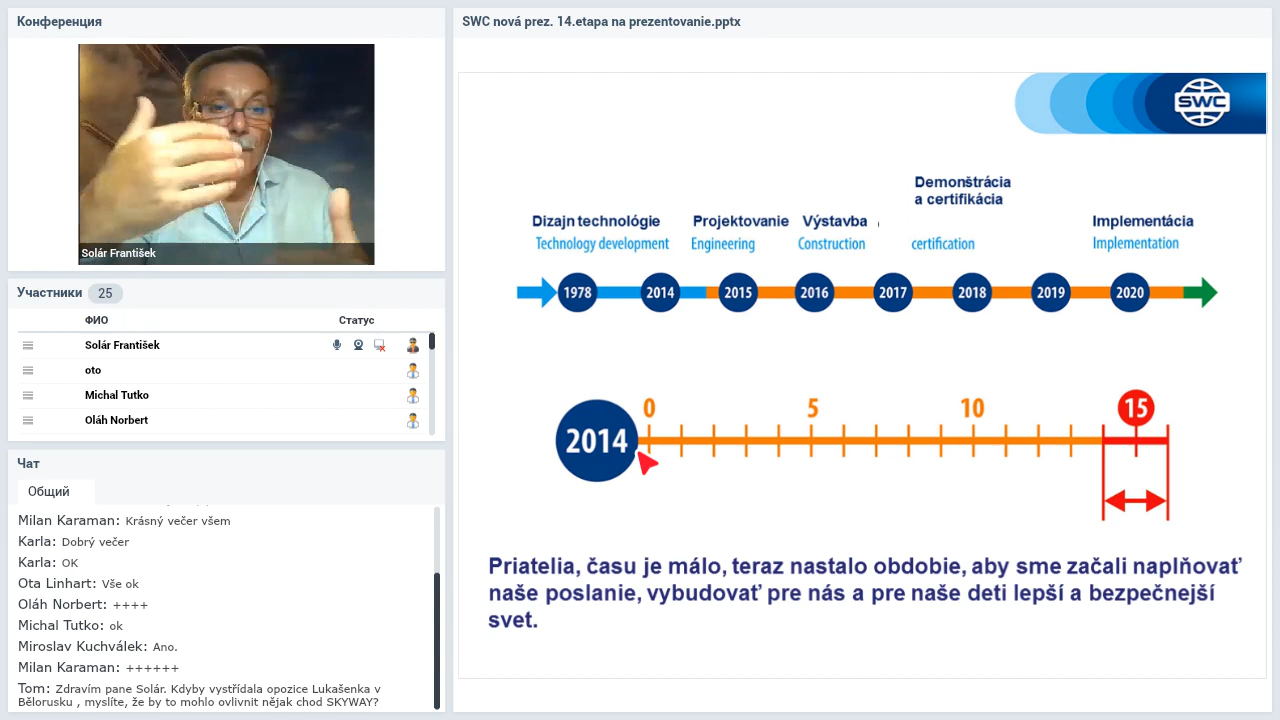 Конференция
Solár František
Участники 25
ФИО Статус
Solár František
oto
Michal Tutko
Oláh Norbert
Чат
Общий
Milan Karaman: Krásný večer všem
Karla: Dobrý večer
Karla: OK
Ota Linhart: Vše ok
Oláh Norbert: ++++
Michal Tutko: ok
Miroslav Kuchválek: Ano.
Milan Karaman: ++++++
Tom: Zdravím pane Solár. Kdyby vystřídala opozice Lukašenka v
Bělorusku , myslíte, že by to mohlo ovlivnit nějak chod SKYWAY?
SWC nová prez. 14.etapa na prezentovanie.pptx
SWC
Demonštrácia
a certifikácia
Dizajn technológie Projektovanie Výstavba , Implementácia
Technology development Engineering Construction certification Implementation
1978 2014 2015 2016 2017 2018 2019 2020
0 5 10 15
2014
Priatelia, času je málo, teraz nastalo obdobie, aby sme začali naplňovať
naše poslanie, vybudovať pre nás a pre naše deti lepší a bezpečnejší
svet.